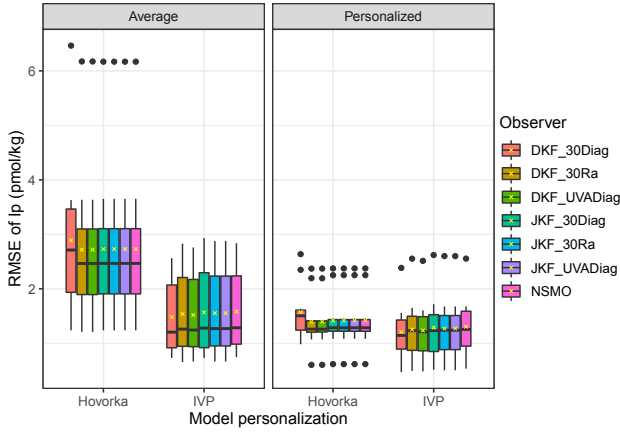 Average
Personalized
RMSE of Ip (pmol/kg)
6
4
2
Hovorka
IVP
Hovorka
IVP
Model personalization
Observer
DKF_30Diag
DKF_30Ra
DKF_UVADiag
JKF_30Diag
JKF_30Ra
JKF_UVADiag
NSMO